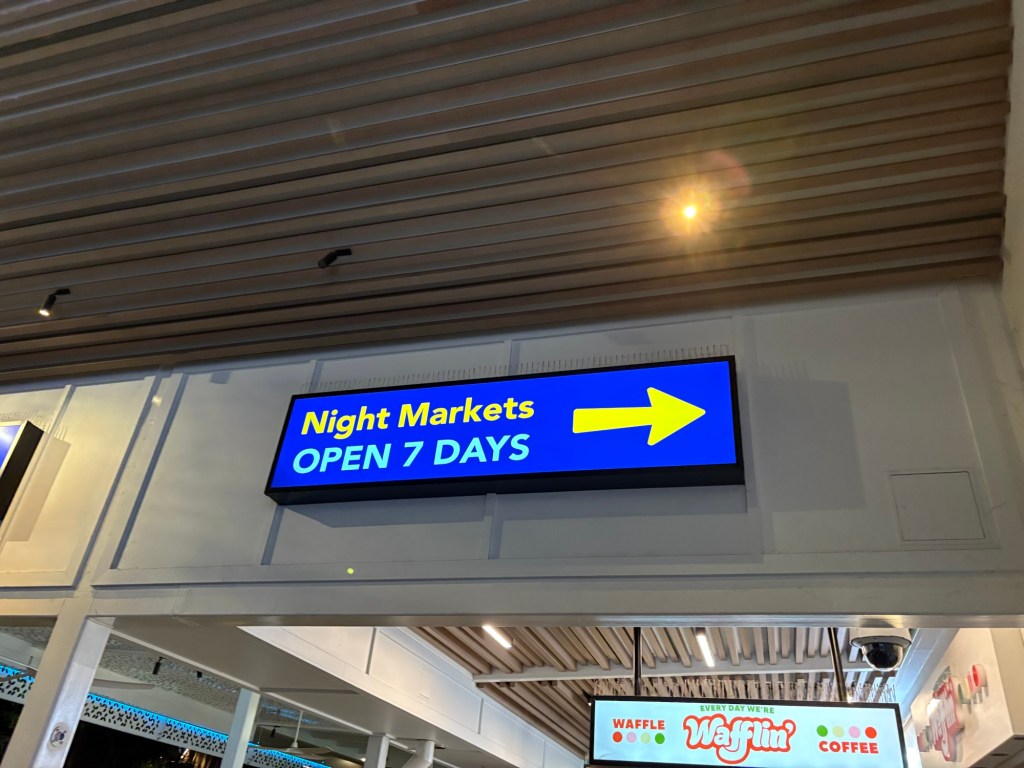 Night Markets
OPEN 7 DAYS
EVERY DAY WE'RE
WAFFLE
Wafflin'
COFFEE